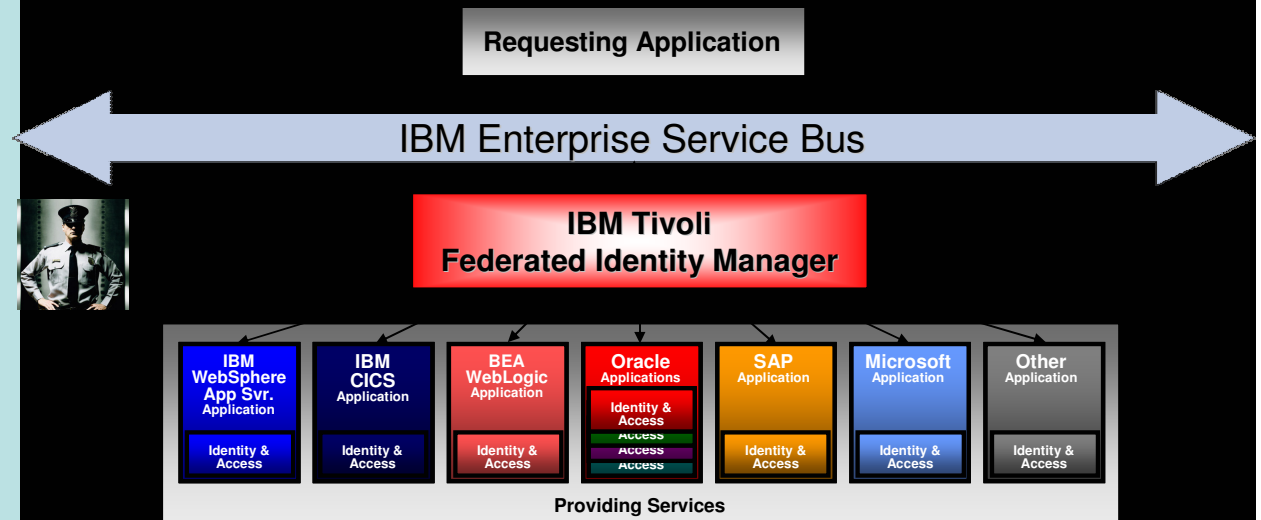 Requesting Application
IBM Enterprise Service Bus
IBM Tivoli
Federated Identity Manager
IBM
WebSphere
App Svr.
Application
Identity &
Access
IBM
CICS
Application
Identity &
Access
BEA
WebLogic
Application
Identity &
Access
Oracle
Applications
Identity &
Access
Access
Access
Access
SAP
Application
Identity &
Access
Microsoft
Application
Identity &
Access
Other
Application
Identity &
Access
Providing Services